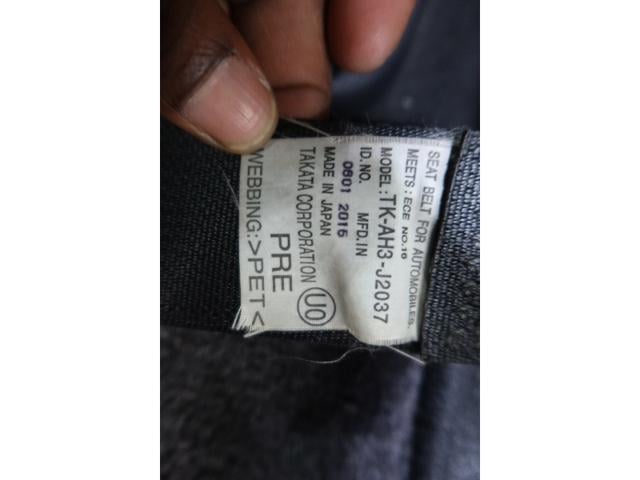 SEAT BELT FOR AUTOMOBILES.
MEETS: ECE NO.16
MODEL: TK-AH3-J2037
ID.NO. MFD.IN
0601 2015
MADE IN JAPAN
TAKATA CORPORATION
PRE
UO
WEBBING:>PET<